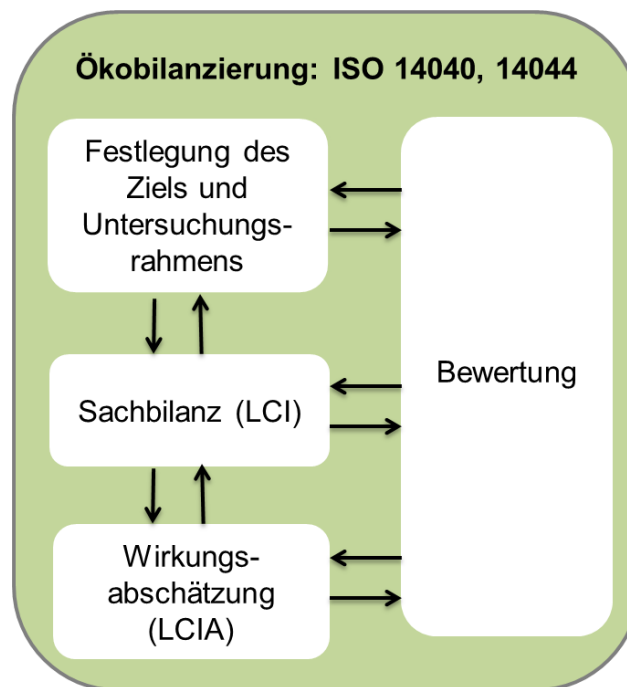 Ökobilanzierung: ISO 14040, 14044
Festlegung des
Ziels und
Untersuchungs-
rahmens
Sachbilanz (LCI)
Wirkungs-
abschätzung
(LCIA)
Bewertung